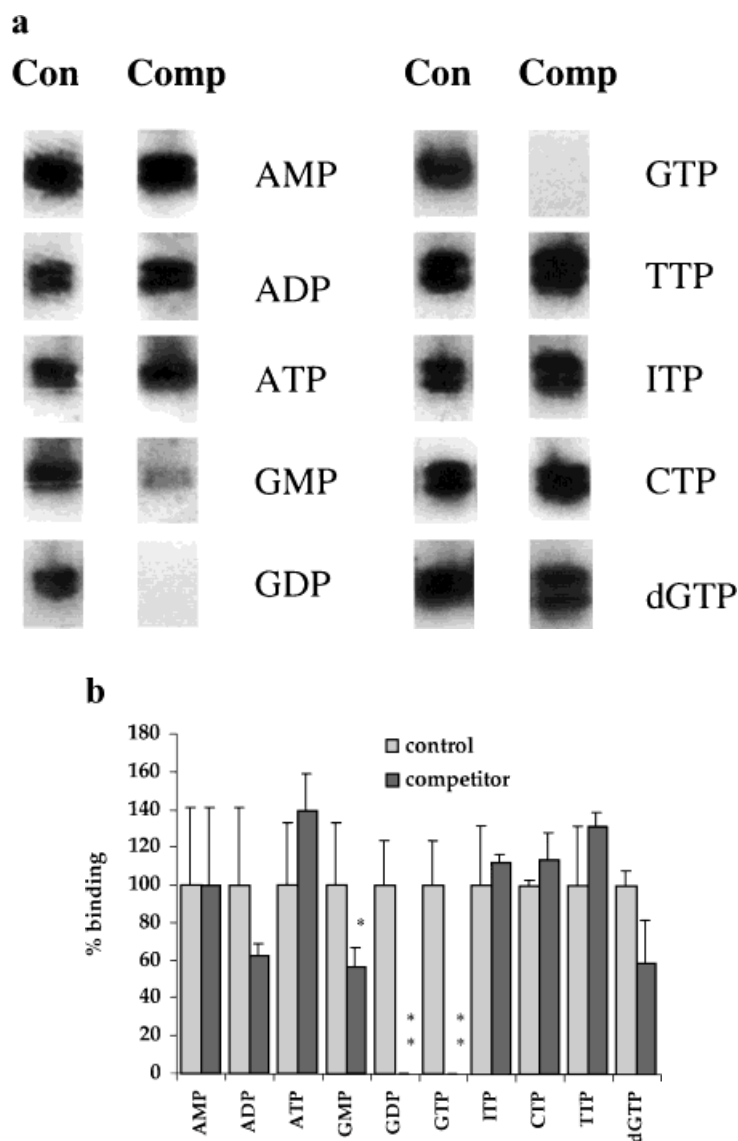 a
Con Comp Con Comp
AMP GTP
ADP TTP
ATP ITP
GMP CTP
GDP dGTP
b
180
160
140
120
100
80
60
40
20
0
% binding
control
competitor
*
* *
* *
AMP ADP ATP GMP GDP GTP ITP CTP TTP dGTP